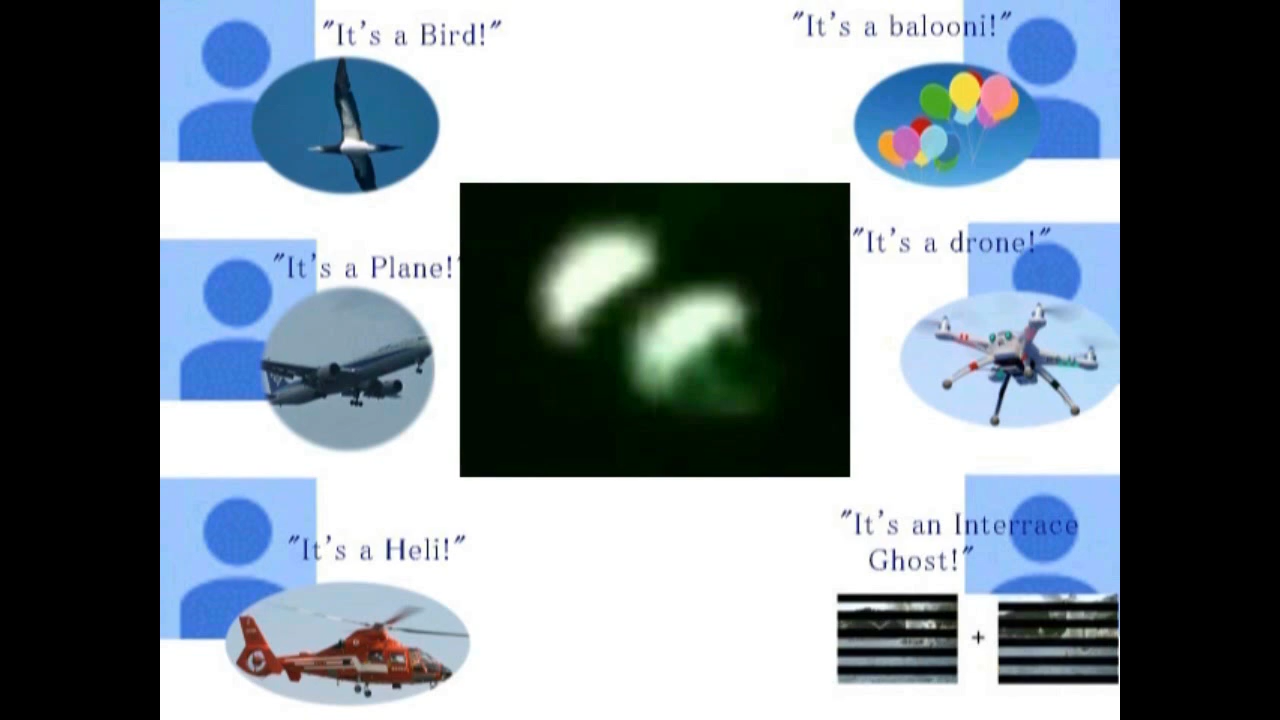 "It's a Bird!"
"It's a balooni!"
"It's a drone!"
"It's a Plane!"
"It's a Heli!"
"It's an Interrace
Ghost!"
+